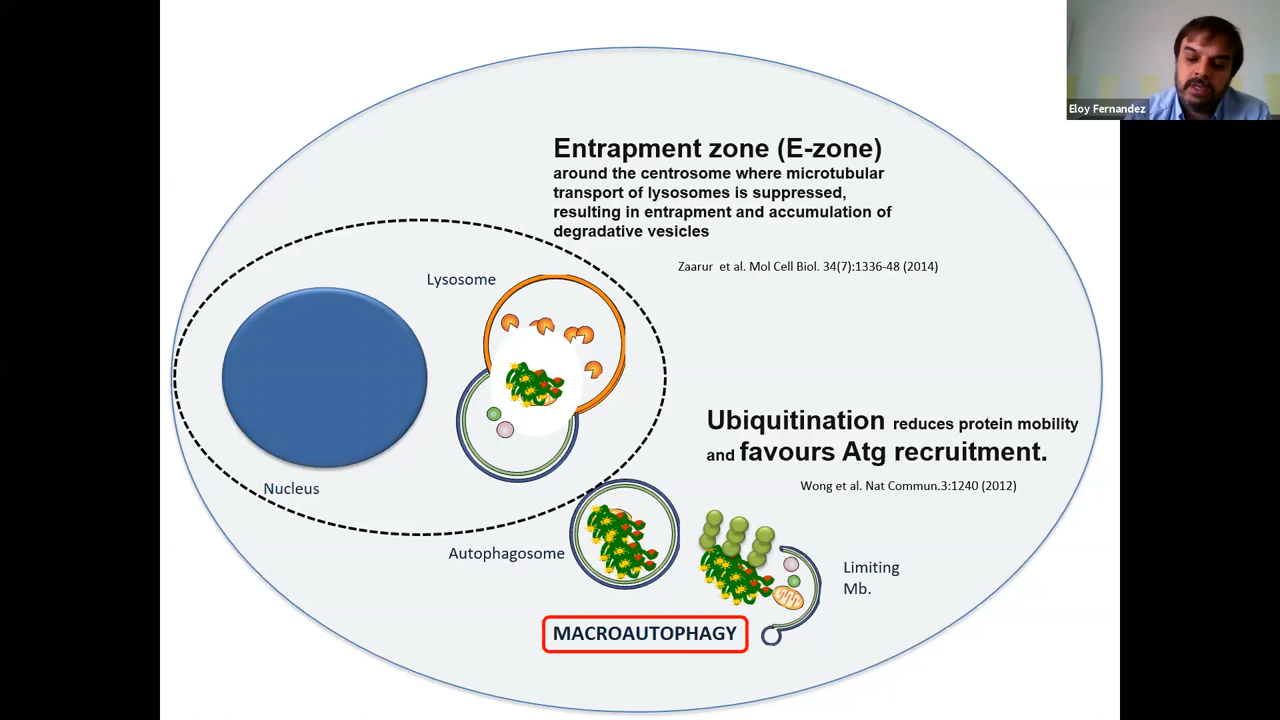 Eloy Fernandez
Entrapment zone (E-zone)
around the centrosome where microtubular
transport of lysosomes is suppressed,
resulting in entrapment and accumulation of
degradative vesicles
Zaarur et al. Mol Cell Biol. 34(7):1336-48 (2014)
Lysosome
Ubiquitination reduces protein mobility
and favours Atg recruitment.
Wong et al. Nat Commun.3:1240 (2012)
Nucleus
Autophagosome
Limiting
Mb.
MACROAUTOPHAGY